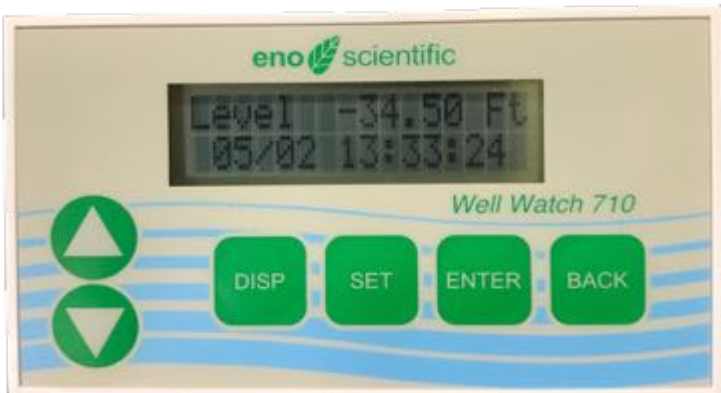 eno scientific
Level -34.50 Ft
05/02 13:33:24
Well Watch 710
DISP SET ENTER BACK